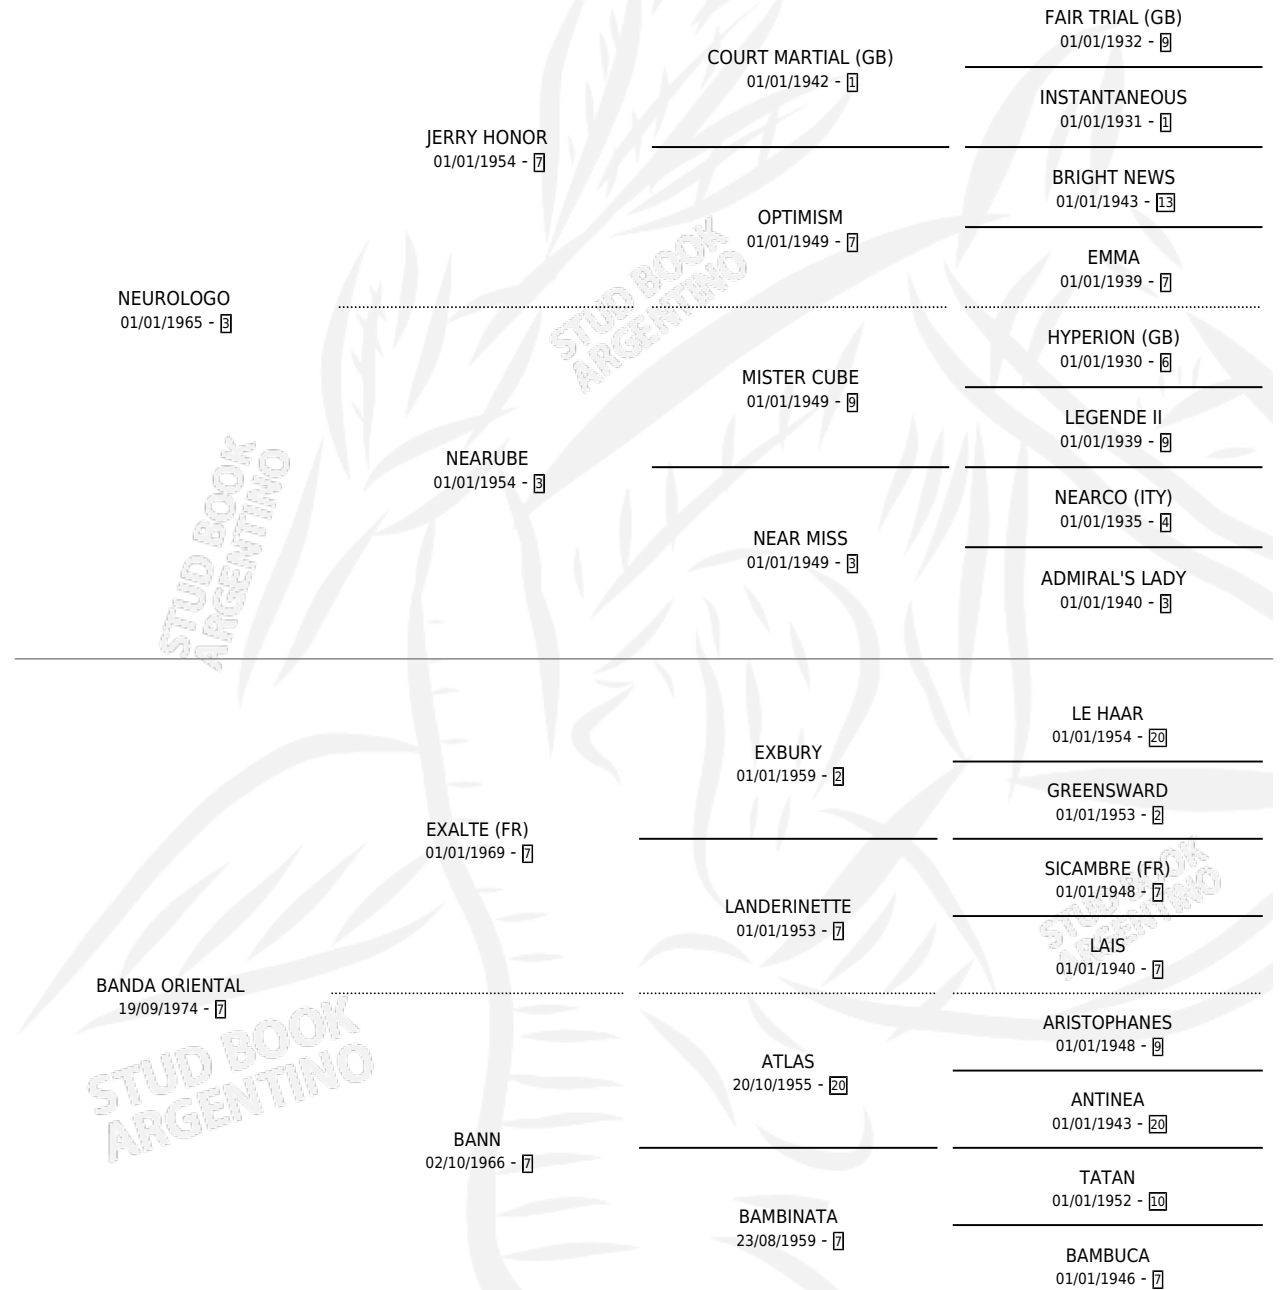 FAIR TRIAL (GB)
01/01/1932 - 9
COURT MARTIAL (GB)
01/01/1942 - 1
INSTANTANEOUS
01/01/1931 - 1
JERRY HONOR
01/01/1954 - 7
BRIGHT NEWS
01/01/1943 - 13
OPTIMISM
01/01/1949 - 7
EMMA
01/01/1939 - 7
NEUROLOGO
01/01/1965 - 3
HYPERION (GB)
01/01/1930 - 6
MISTER CUBE
01/01/1949 - 9
LEGENDE II
01/01/1939 - 9
NEARUBE
01/01/1954 - 3
NEARCO (ITY)
01/01/1935 - 4
NEAR MISS
01/01/1949 - 3
ADMIRAL'S LADY
01/01/1940 - 3
STUD BOOK
ARGENTINO
STUD BOOK
ARGENTINO
LE HAAR
01/01/1954 - 20
EXBURY
01/01/1959 - 2
GREENSWARD
01/01/1953 - 2
EXALTE (FR)
01/01/1969 - 7
SICAMBRE (FR)
01/01/1948 - 7
LANDERINETTE
01/01/1953 - 7
LAIS
01/01/1940 - 7
BANDA ORIENTAL
19/09/1974 - 7
ARISTOPHANES
01/01/1948 - 9
ATLAS
20/10/1955 - 20
ANTINEA
01/01/1943 - 20
BANN
02/10/1966 - 7
TATAN
01/01/1952 - 10
BAMBINATA
23/08/1959 - 7
BAMBUCA
01/01/1946 - 7
STUD BOOK
ARGENTINO
STUD BOOK
ARGENTINO